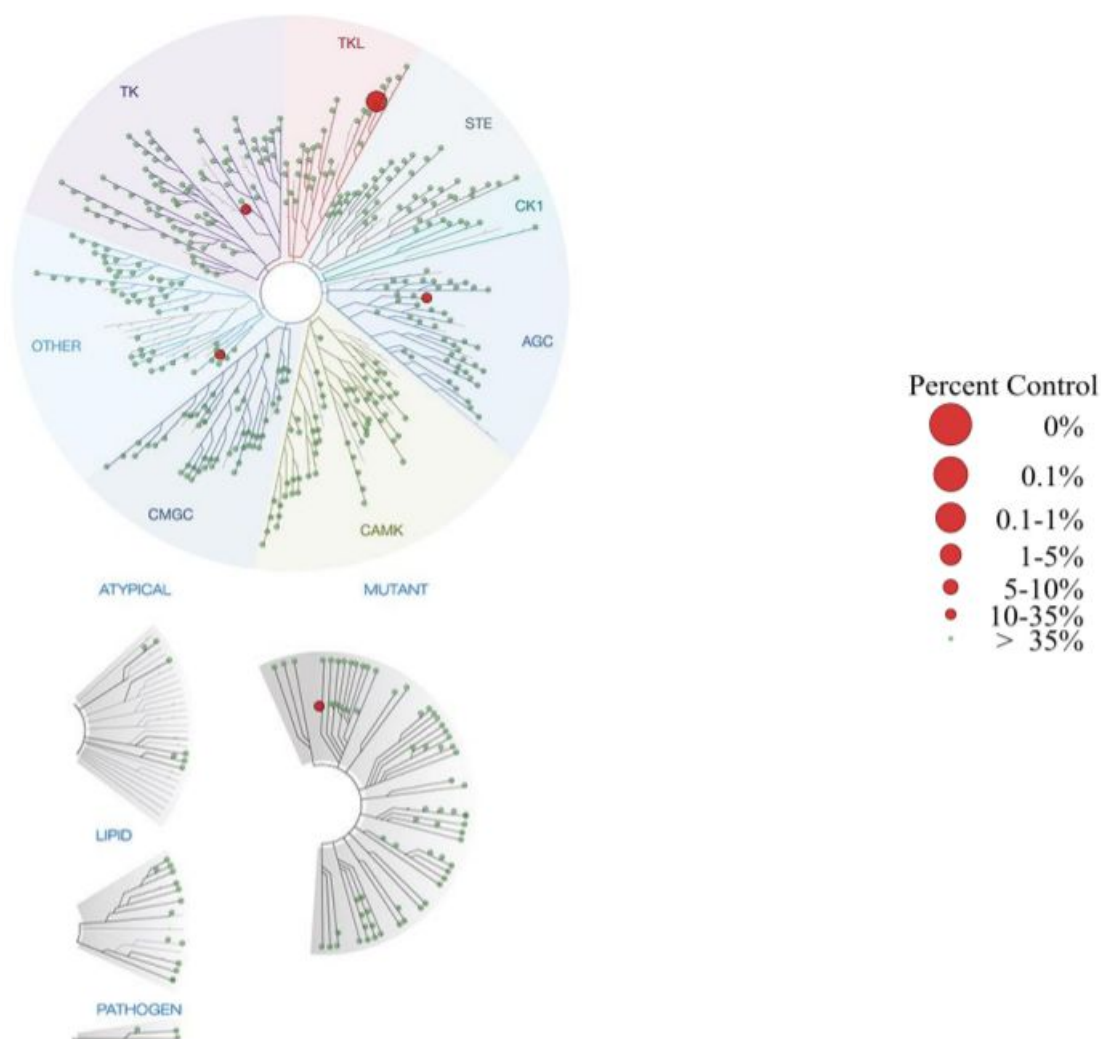 TKL
TK
STE
CK1
OTHER
AGC
CMGC
CAMK
ATYPICAL
MUTANT
LIPID
PATHOGEN
Percent Control
0%
0.1%
0.1-1%
1-5%
5-10%
10-35%
> 35%